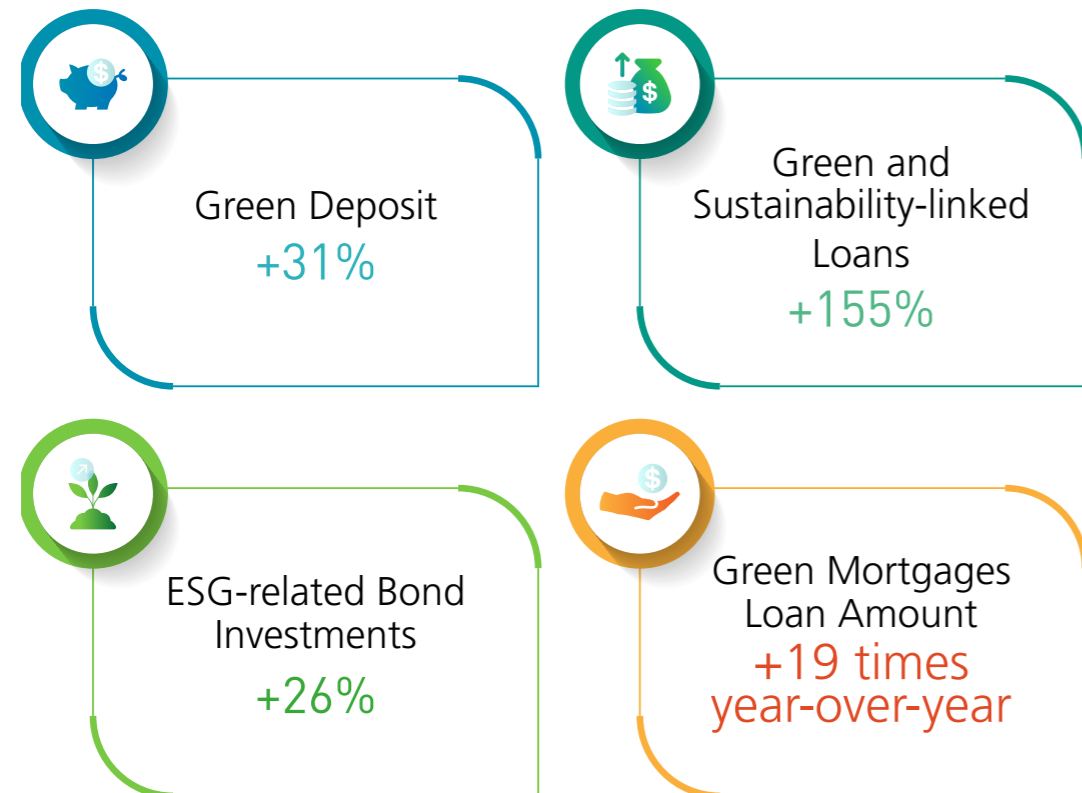 $
Green Deposit
+31%
$
Green and
Sustainability-linked
Loans
+155%
ESG-related Bond
Investments
+26%
$
Green Mortgages
Loan Amount
+19 times
year-over-year